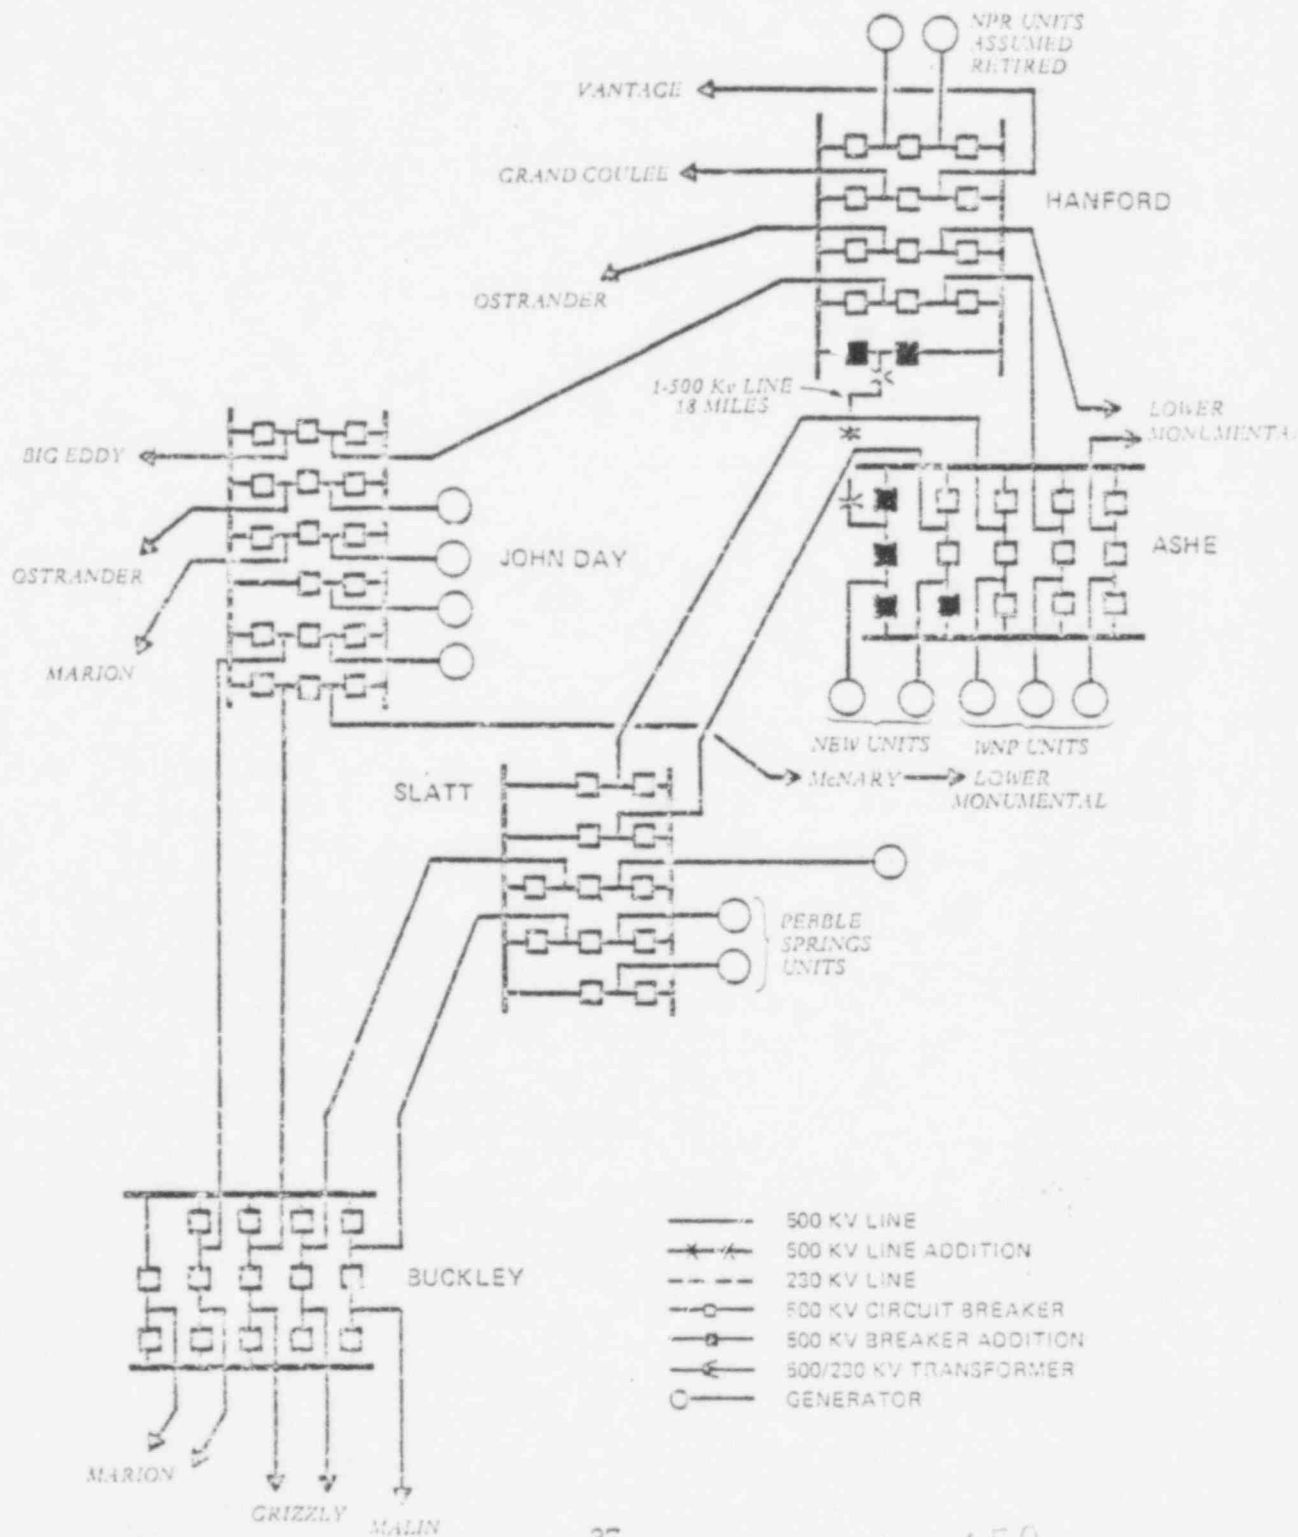 NPR UNITS
ASSUMED
RETIRED
VANTAGE
GRAND COULEE
HANFORD
OSTRANDER
1-500 Kv LINE
18 MILES
LOWER
MONUMENTAL
BIG EDDY
ASHE
JOHN DAY
OSTRANDER
MARION
NEW UNITS
WNP UNITS
SLATT
McNARY
LOWER
MONUMENTAL
PEBBLE
SPRINGS
UNITS
BUCKLEY
500 KV LINE
500 KV LINE ADDITION
230 KV LINE
500 KV CIRCUIT BREAKER
500 KV BREAKER ADDITION
500/230 KV TRANSFORMER
GENERATOR
MARION
GRIZZLY
MALIN